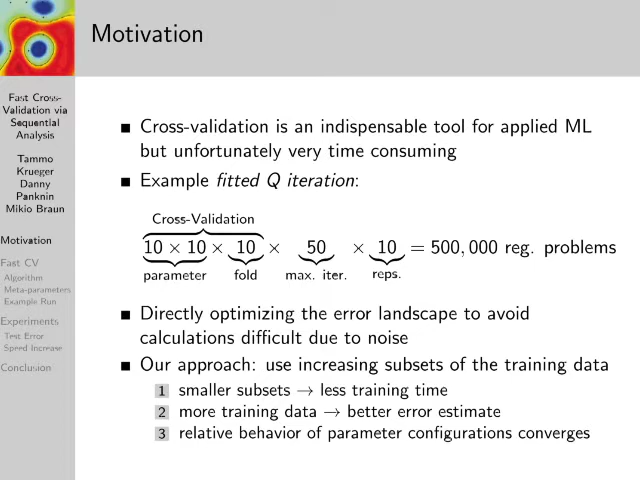 Motivation
Fast Cross-
Validation via
Sequential
Analysis
Tammo
Krueger
Danny
Panknin
Mikio Braun
Motivation
Fast CV
Algorithm
Meta-parameters
Example Run
Experiments
Test Error
Speed Increase
Conclusion
■ Cross-validation is an indispensable tool for applied ML
but unfortunately very time consuming
■ Example fitted Q iteration:
Cross-Validation
10 × 10 × 10 × 50 × 10 = 500, 000 reg. problems
parameter fold max. iter. reps.
■ Directly optimizing the error landscape to avoid
calculations difficult due to noise
■ Our approach: use increasing subsets of the training data
1 smaller subsets → less training time
2 more training data → better error estimate
3 relative behavior of parameter configurations converges